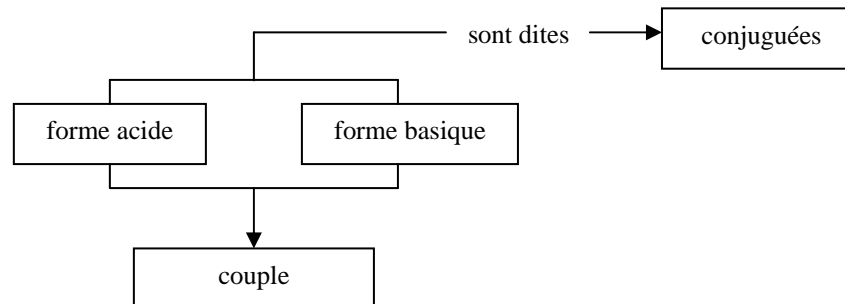 sont dites
conjuguées
forme acide
forme basique
couple